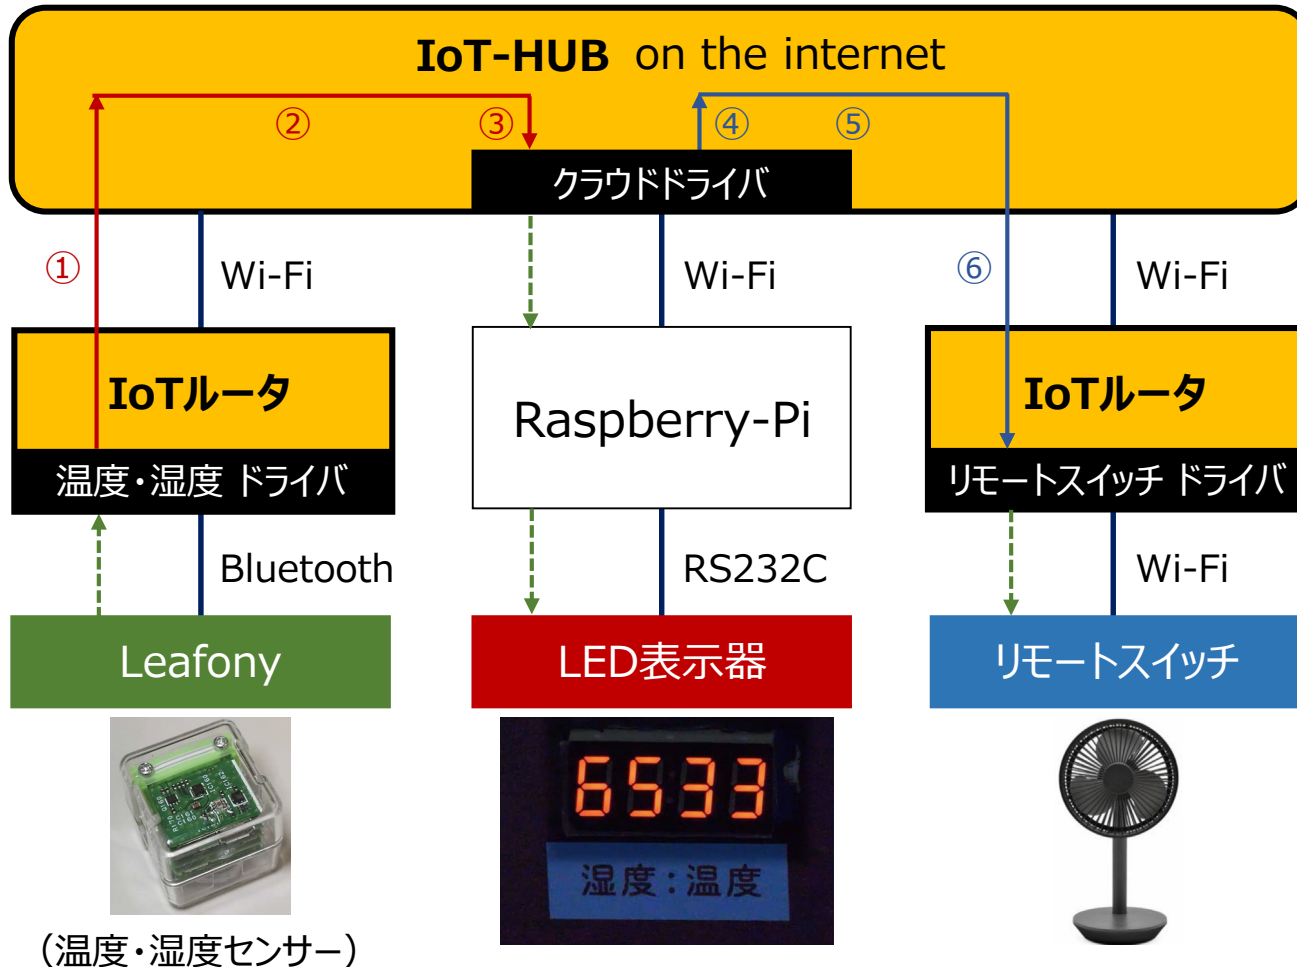 IoT-HUB on the internet
② ③ ④ ⑤
クラウドドライバ
① Wi-Fi Wi-Fi ⑥ Wi-Fi
IoTルータ Raspberry-Pi IoTルータ
温度・湿度 ドライバ リモートスイッチ ドライバ
Bluetooth RS232C Wi-Fi
Leafony LED表示器 リモートスイッチ
6533
湿度:温度
(温度・湿度センサー)